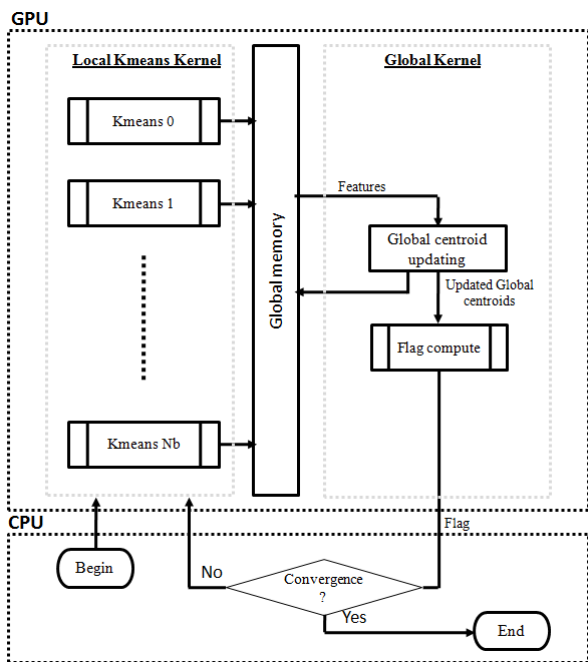 GPU
Local Kmeans Kernel
Global Kernel
Kmeans 0
Kmeans 1
Kmeans Nb
Global memory
Features
Global centroid
updating
Updated Global
centroids
Flag compute
CPU
Flag
Begin
No
Convergence
?
Yes
End